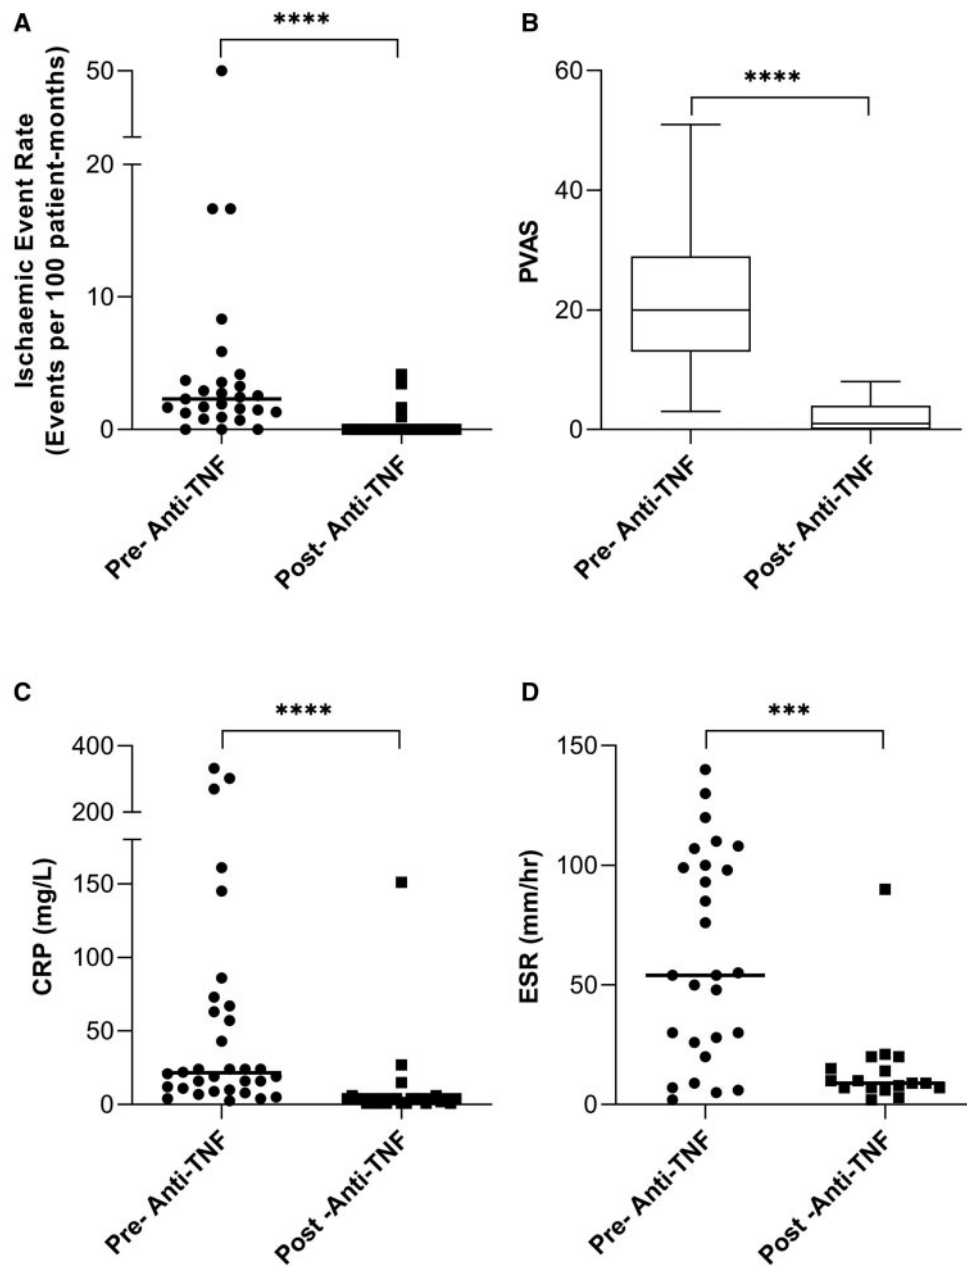 A
****
Ischaemic Event Rate
(Events per 100 patient-months)
50
20
10
0
Pre- Anti-TNF
Post- Anti-TNF
B
****
PVAS
60
40
20
0
Pre- Anti-TNF
Post- Anti-TNF
C
****
CRP (mg/L)
400
200
150
100
50
0
Pre- Anti-TNF
Post -Anti-TNF
D
***
ESR (mm/hr)
150
100
50
0
Pre- Anti-TNF
Post -Anti-TNF